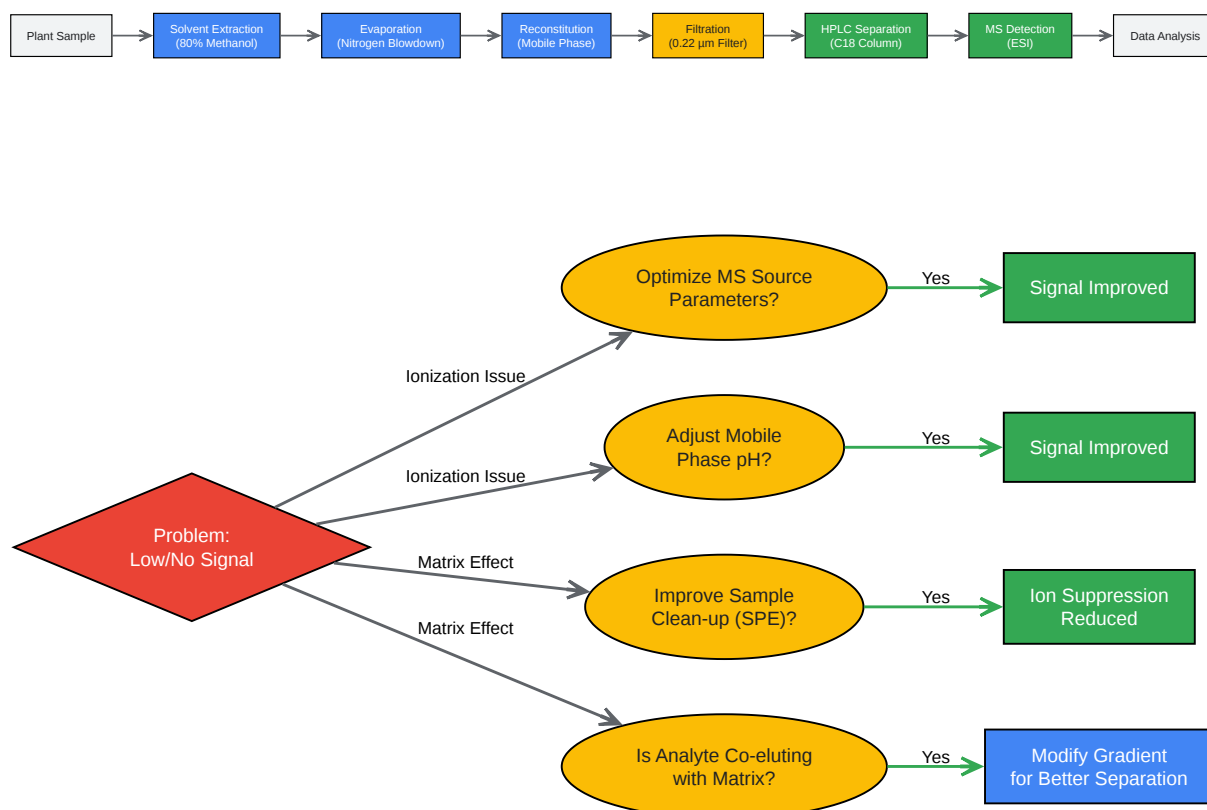 Plant Sample
Solvent Extraction
(80% Methanol)
Evaporation
(Nitrogen Blowdown)
Reconstitution
(Mobile Phase)
Filtration
(0.22 µm Filter)
HPLC Separation
(C18 Column)
MS Detection
(ESI)
Data Analysis
Optimize MS Source
Parameters?
Yes
Signal Improved
Ionization Issue
Adjust Mobile
Phase pH?
Yes
Signal Improved
Ionization Issue
Problem:
Low/No Signal
Matrix Effect
Improve Sample
Clean-up (SPE)?
Yes
Ion Suppression
Reduced
Matrix Effect
Is Analyte Co-eluting
with Matrix?
Yes
Modify Gradient
for Better Separation